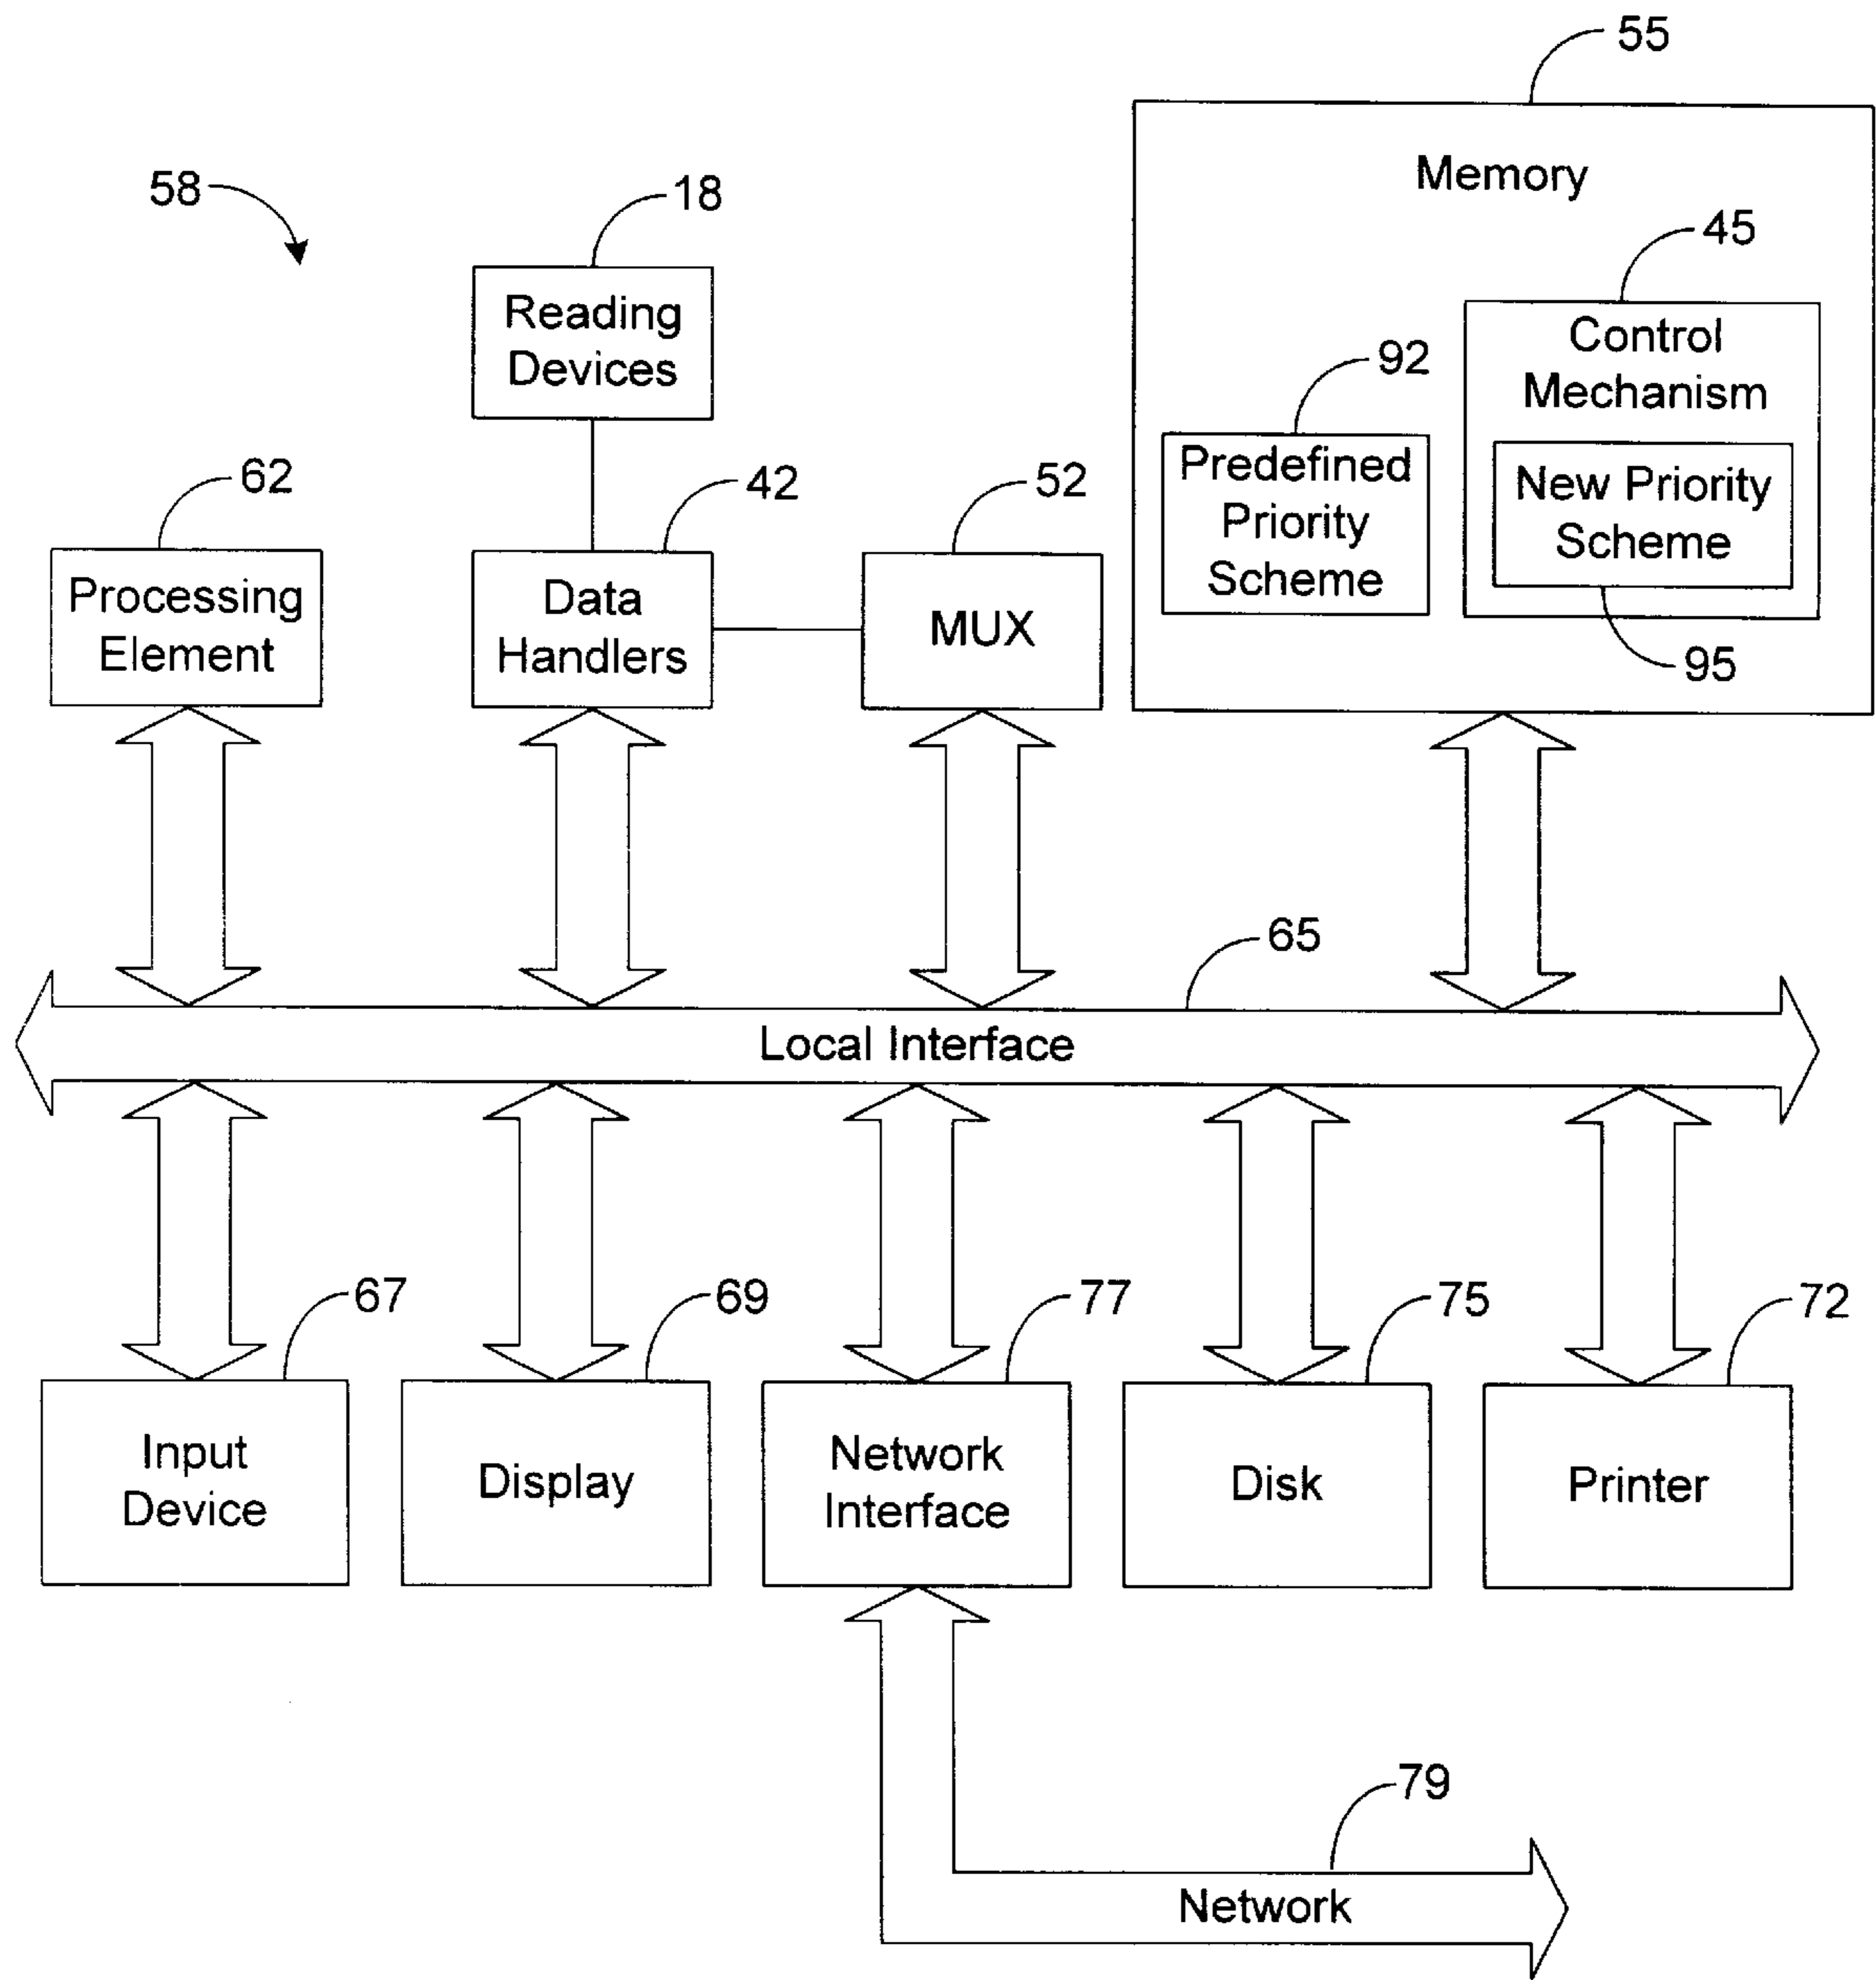 55
Memory
58
18
45
Reading
Devices
Control
Mechanism
92
Predefined
Priority
Scheme
New Priority
Scheme
95
62
42
52
Processing
Element
Data
Handlers
MUX
65
Local Interface
67
69
77
75
72
Input
Device
Display
Network
Interface
Disk
Printer
79
Network